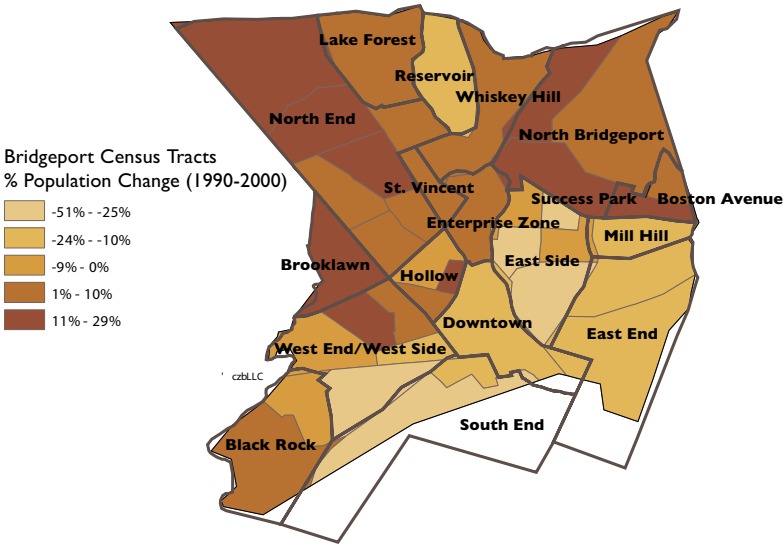 Bridgeport Census Tracts
% Population Change (1990-2000)
-51% - -25%
-24% - -10%
-9% - 0%
1% - 10%
11% - 29%
Lake Forest
Reservoir
Whiskey Hill
North End
North Bridgeport
St. Vincent
Success Park
Boston Avenue
Enterprise Zone
Mill Hill
East Side
Brooklawn
Hollow
Downtown
East End
West End/West Side
czbLLC
South End
Black Rock